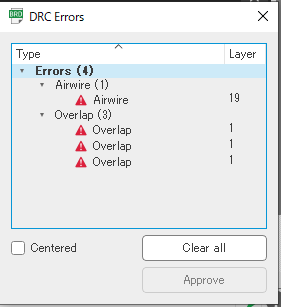 BRD
DRC Errors
Type Layer
Errors (4)
Airwire (1)
Airwire 19
Overlap (3)
Overlap 1
Overlap 1
Overlap 1
Centered Clear all
Approve